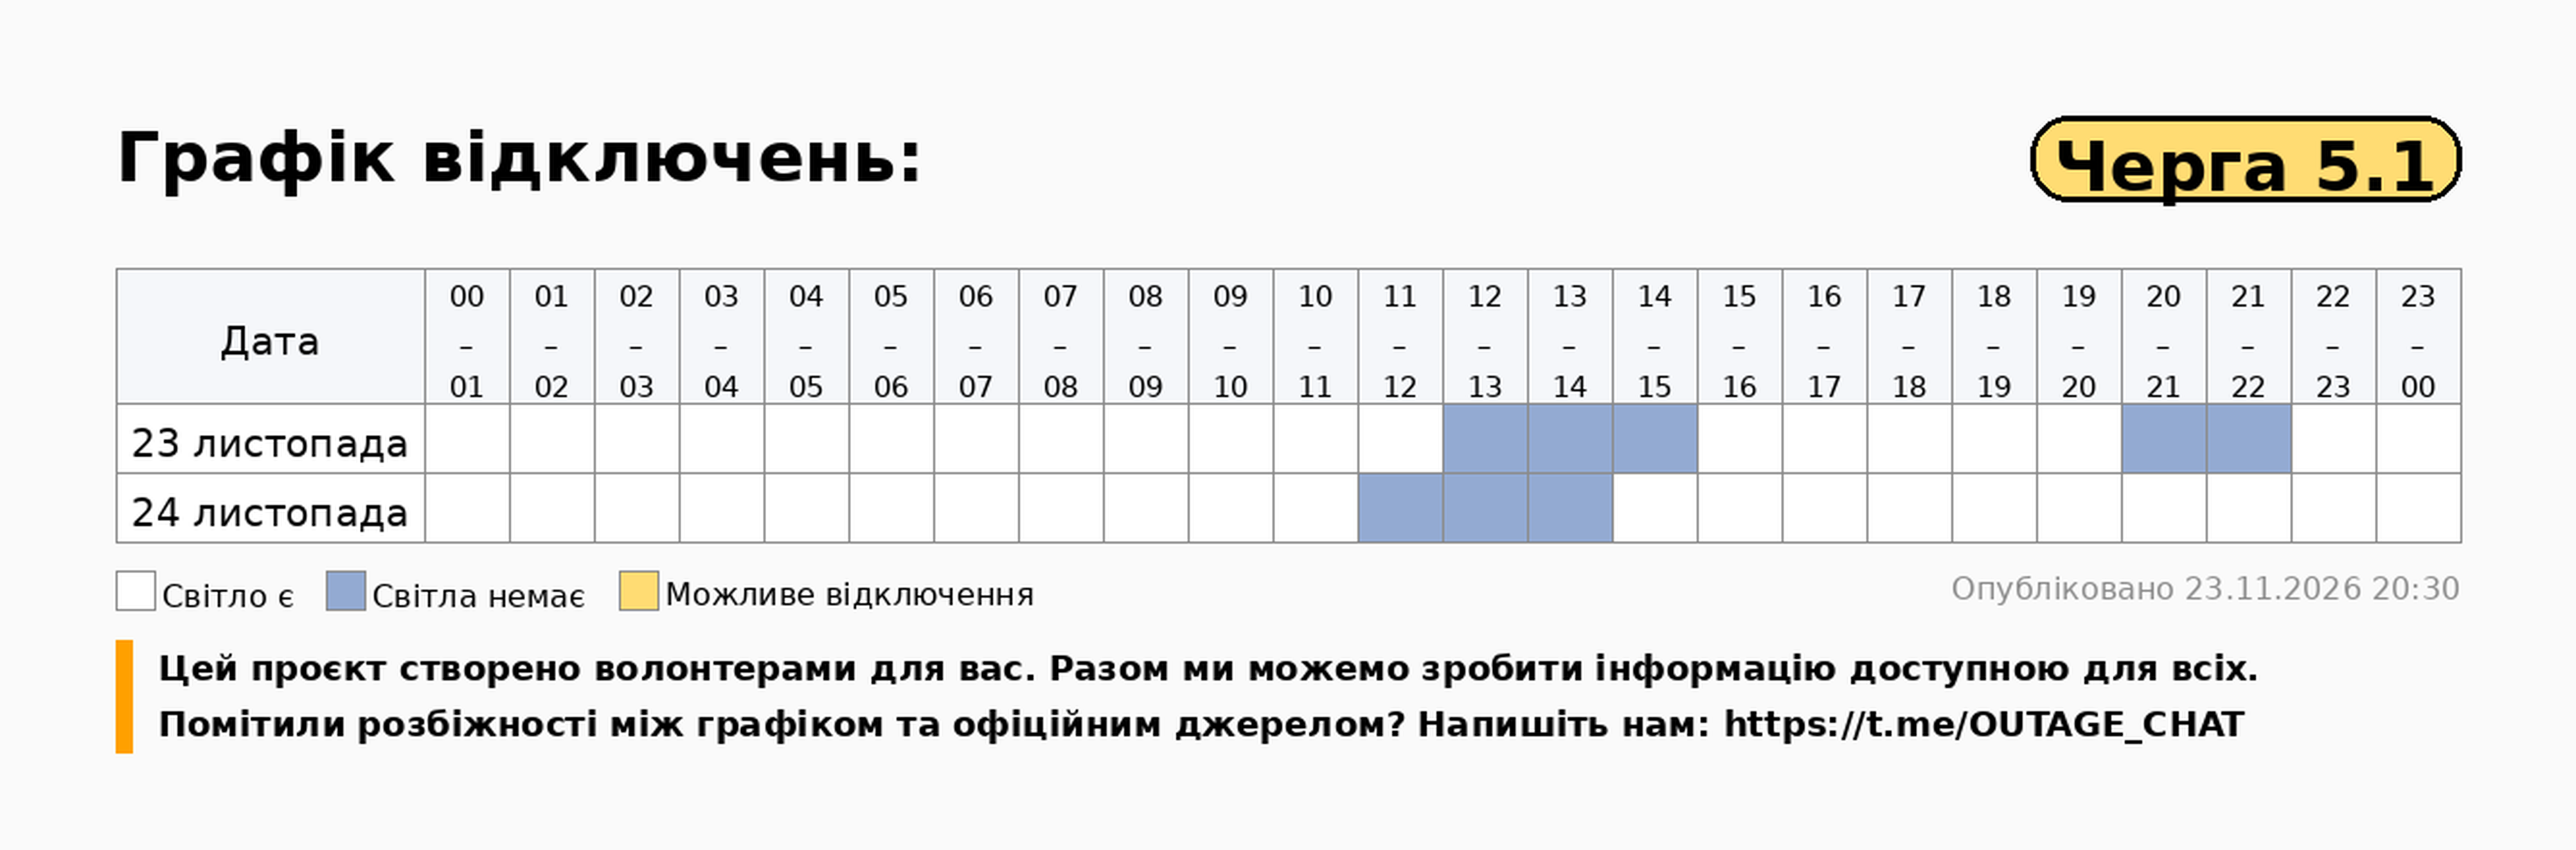 Графік відключень:
Черга 5.1
Дата 00 – 01 01 – 02 02 – 03 03 – 04 04 – 05 05 – 06 06 – 07 07 – 08 08 – 09 09 – 10 10 – 11 11 – 12 12 – 13 13 – 14 14 – 15 15 – 16 16 – 17 17 – 18 18 – 19 19 – 20 20 – 21 21 – 22 22 – 23 23 – 00
23 листопада
24 листопада
Світло є Світла немає Можливе відключення
Опубліковано 23.11.2026 20:30
Цей проєкт створено волонтерами для вас. Разом ми можемо зробити інформацію доступною для всіх.
Помітили розбіжності між графіком та офіційним джерелом? Напишіть нам: https://t.me/OUTAGE_CHAT